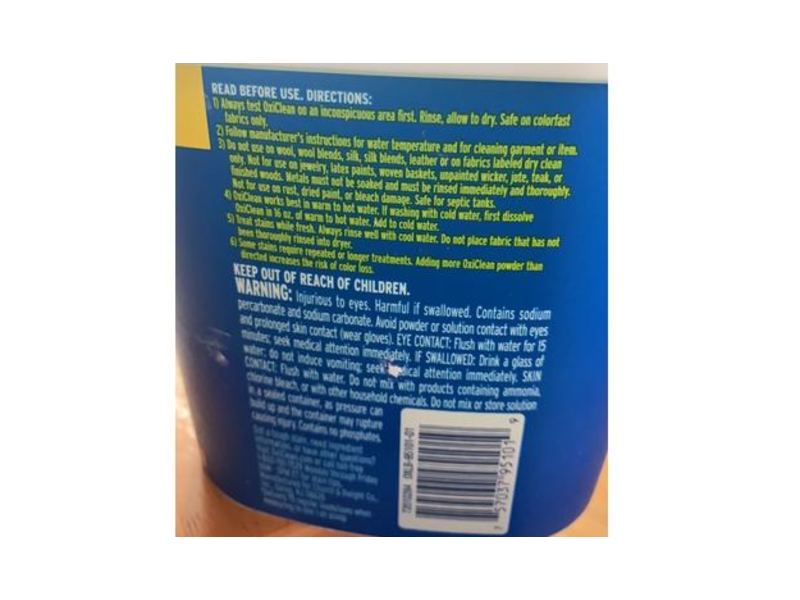 READ BEFORE USE. DIRECTIONS:
1) Always test OxiClean on an inconspicuous area first. Rinse, allow to dry. Safe on colorfast
fabrics only.
2) Follow manufacturer's instructions for water temperature and for cleaning garment or item.
3) Do not use on wool, wool blends, silk, silk blends, leather or on fabrics labeled dry clean
only. Not for use on jewelry, latex paints, woven baskets, unpainted wicker, jute, teak, or
finished woods. Metals must not be soaked and must be rinsed immediately and thoroughly.
Not for use on rust, dried paint, or bleach damage. Safe for septic tanks.
4) OxiClean works best in warm to hot water. If washing with cold water, first dissolve
OxiClean in 16 oz. of warm to hot water. Add to cold water.
5) Treat stains while fresh. Always rinse well with cool water. Do not place fabric that has not
been thoroughly rinsed into dryer.
6) Some stains require repeated or longer treatments. Adding more OxiClean powder than
directed increases the risk of color loss.
KEEP OUT OF REACH OF CHILDREN.
WARNING: Injurious to eyes. Harmful if swallowed. Contains sodium
percarbonate and sodium carbonate. Avoid powder or solution contact with eyes
and prolonged skin contact (wear gloves). EYE CONTACT: Flush with water for 15
minutes; seek medical attention immediately. IF SWALLOWED: Drink a glass of
water; do not induce vomiting; seek medical attention immediately. SKIN
CONTACT: Flush with water. Do not mix with products containing ammonia,
chlorine bleach, or with other household chemicals. Do not mix or store solution
in a sealed container, as pressure can
build up and the container may rupture
causing injury. Contains no phosphates.
& Dwight Co.,
7 57037 95101 9